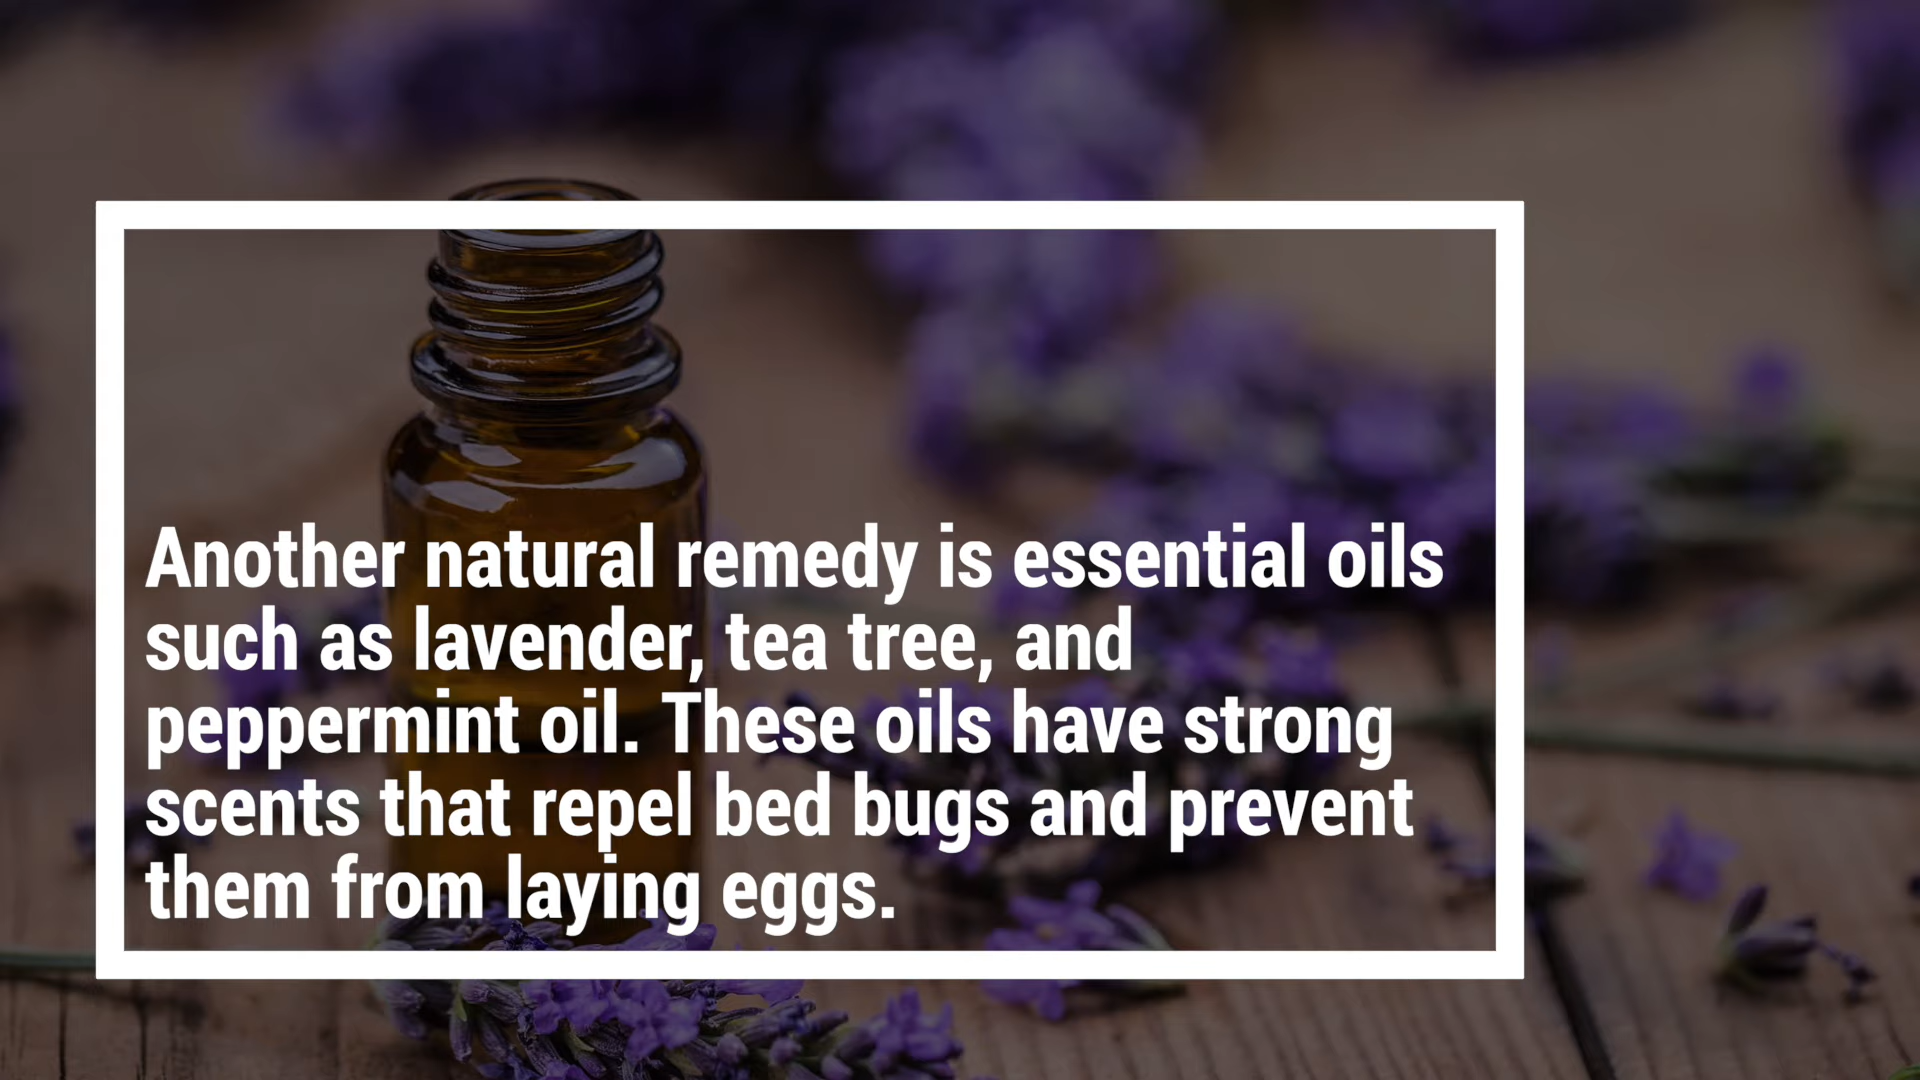 Another natural remedy is essential oils
such as lavender, tea tree, and
peppermint oil. These oils have strong
scents that repel bed bugs and prevent
them from laying eggs.